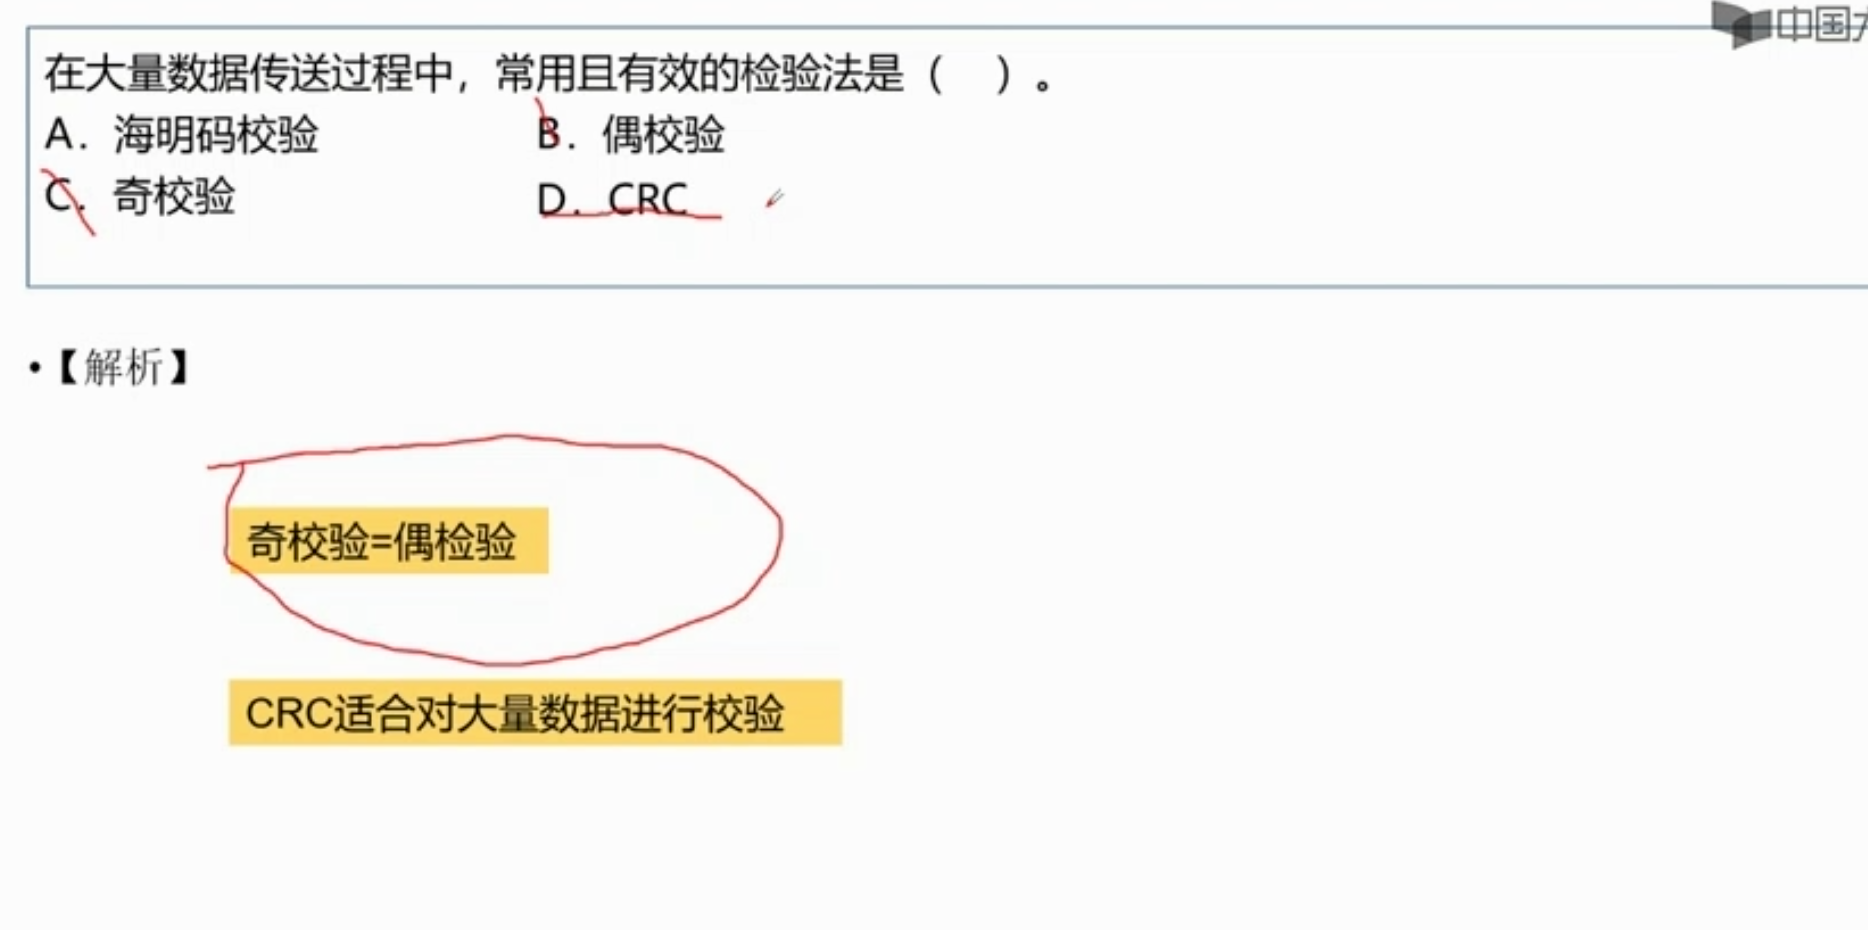 中国
在大量数据传送过程中，常用且有效的检验法是（ ）。
A. 海明码校验 B. 偶校验
C. 奇校验 D. CRC
•【解析】
奇校验=偶检验
CRC适合对大量数据进行校验